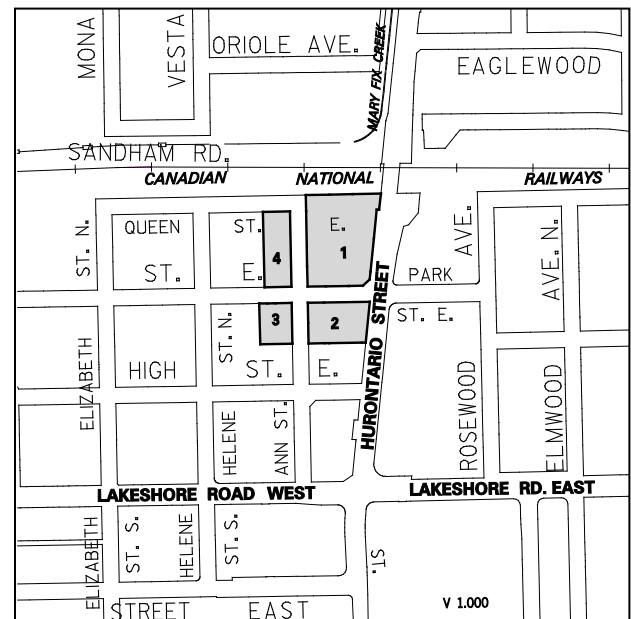 MONA
VESTA
ORIOLE AVE.
MARY FIX CREEK
EAGLEWOOD
SANDHAM RD.
CANADIAN NATIONAL RAILWAYS
ST. N.
QUEEN ST. E.
AVE.
AVE. N.
1
4
ST. E.
PARK
HURONTARIO STREET
3
2
ST. E.
ST. N.
ELIZABETH
HIGH ST. E.
ROSEWOOD
ELMWOOD
HELENE
ANN ST.
LAKESHORE ROAD WEST
LAKESHORE RD. EAST
ELIZABETH
ST. S.
HELENE
ST. S.
ST.
STREET EAST
V 1.000